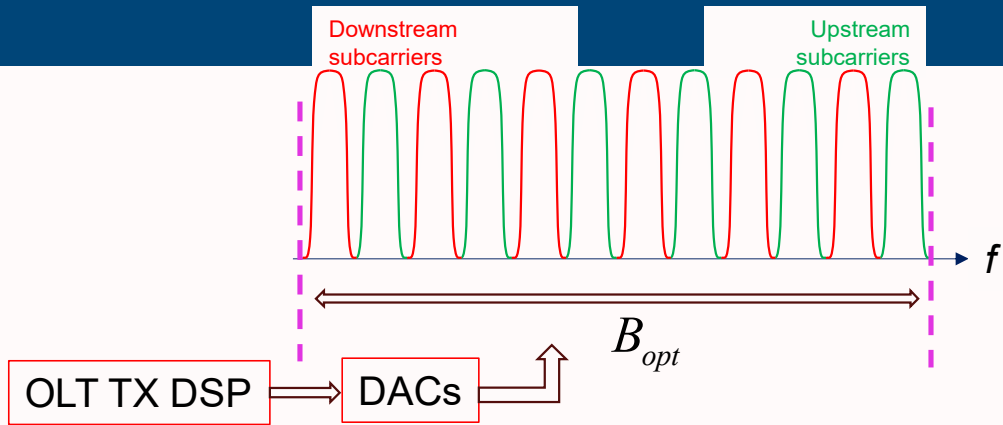 Downstream
subcarriers
Upstream
subcarriers
f
B_opt
OLT TX DSP
DACs